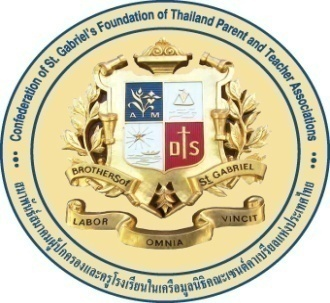 Confederation of St. Gabriel's Foundation of Thailand Parent and Teacher Associations
A M
D S
BROTHERS of St GABRIEL
LABOR OMNIA VINCIT
สมาพันธ์สมาคมผู้ปกครองและครูโรงเรียนในเครือมูลนิธิคณะเซนต์คาเบรียลแห่งประเทศไทย